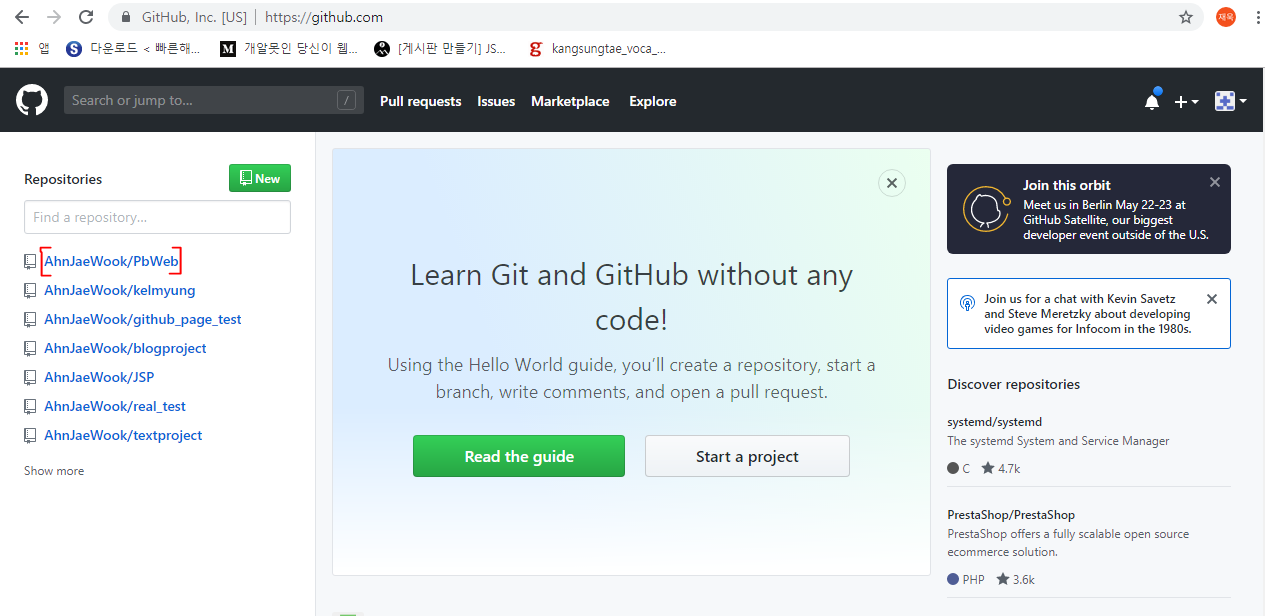 GitHub, Inc. [US] | https://github.com
재욱
앱
다운로드 < 빠른해...
개알못인 당신이 웹...
[게시판 만들기] JS...
kangsungtae_voca_...
Search or jump to...
/
Pull requests
Issues
Marketplace
Explore
Repositories
New
Find a repository...
AhnJaeWook/PbWeb
AhnJaeWook/kelmyung
AhnJaeWook/github_page_test
AhnJaeWook/blogproject
AhnJaeWook/JSP
AhnJaeWook/real_test
AhnJaeWook/textproject
Show more
Learn Git and GitHub without any
code!
Using the Hello World guide, you’ll create a repository, start a
branch, write comments, and open a pull request.
Read the guide
Start a project
Join this orbit
Meet us in Berlin May 22-23 at
GitHub Satellite, our biggest
developer event outside of the U.S.
Join us for a chat with Kevin Savetz
and Steve Meretzky about developing
video games for Infocom in the 1980s.
Discover repositories
systemd/systemd
The systemd System and Service Manager
C
4.7k
PrestaShop/PrestaShop
PrestaShop offers a fully scalable open source
ecommerce solution.
PHP
3.6k